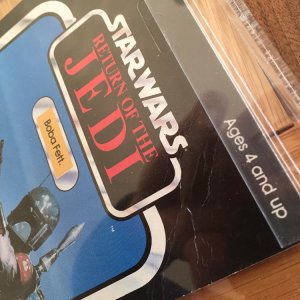 STAR WARS
RETURN OF THE
JEDI
Boba Fett.
Ages 4 and up